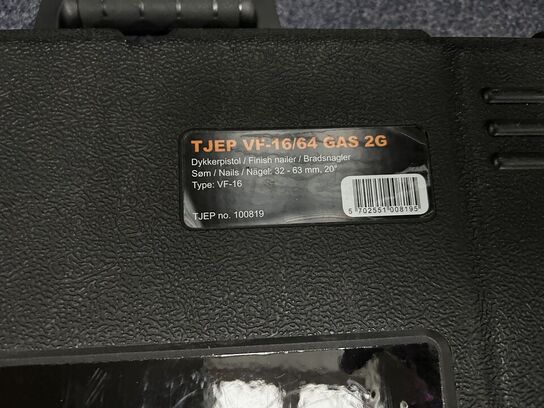 TJEP VF-16/64 GAS 2G
Dykkerpistol / Finish nailer / Bradsnagler
Søm / Nails / Nägel: 32 - 63 mm, 20°
Type: VF-16
TJEP no. 100819
5 702551 008195